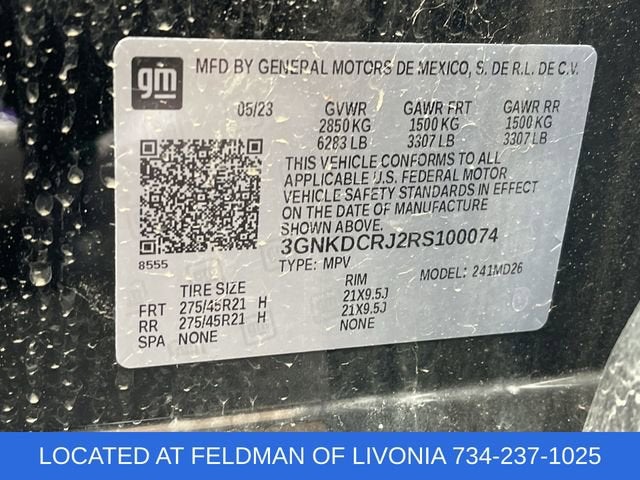 gm
MFD BY GENERAL MOTORS DE MEXICO, S. DE R.L. DE C.V.
05/23 GVWR GAWR FRT GAWR RR
2850 KG 1500 KG 1500 KG
6283 LB 3307 LB 3307 LB
THIS VEHICLE CONFORMS TO ALL
APPLICABLE U.S. FEDERAL MOTOR
VEHICLE SAFETY STANDARDS IN EFFECT
ON THE DATE OF MANUFACTURE
SHOWN ABOVE.
3GNKDCRJ2RS100074
8555 TYPE: MPV MODEL: 241MD26
TIRE SIZE RIM
FRT 275/45R21 H 21X9.5J
RR 275/45R21 H 21X9.5J
SPA NONE NONE
LOCATED AT FELDMAN OF LIVONIA 734-237-1025